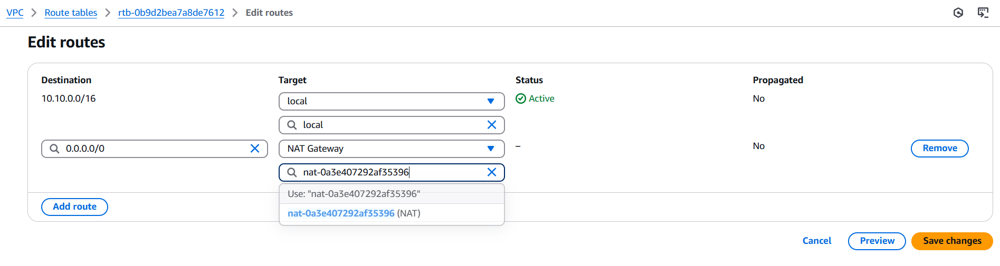 VPC > Route tables > rtb-0b9d2bea7a8de7612 > Edit routes
Edit routes
Destination Target Status Propagated
10.10.0.0/16 local Active No
local
0.0.0.0/0 NAT Gateway – No Remove
nat-0a3e407292af35396
Use: "nat-0a3e407292af35396"
Add route
nat-0a3e407292af35396 (NAT)
Cancel Preview Save changes